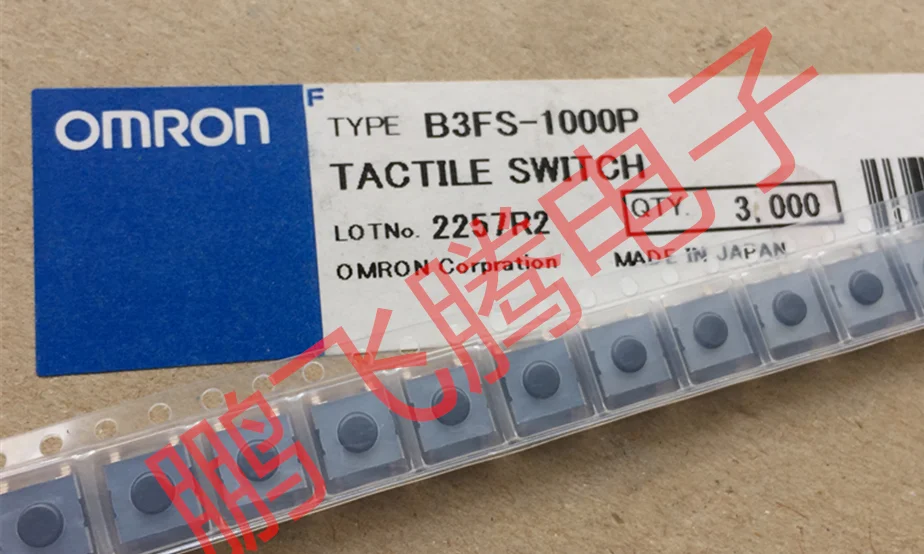 OMRON
F
TYPE B3FS-1000P
TACTILE SWITCH
LOTNo. 2257R2
QTY. 3,000
OMRON Corpration
MADE IN JAPAN
鹏飞腾电子